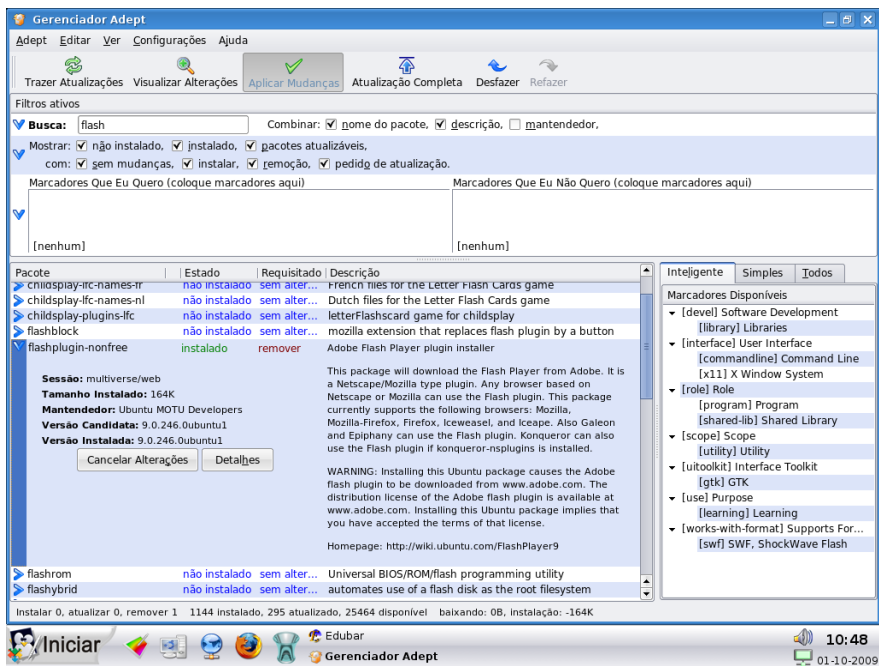 Gerenciador Adept
Adept Editar Ver Configurações Ajuda
Trazer Atualizações Visualizar Alterações Aplicar Mudanças Atualização Completa Desfazer Refazer
Filtros ativos
Busca: flash Combinar: nome do pacote, descrição, mantendedor,
Mostrar: não instalado, instalado, pacotes atualizáveis,
com: sem mudanças, instalar, remoção, pedido de atualização.
Marcadores Que Eu Quero (coloque marcadores aqui) Marcadores Que Eu Não Quero (coloque marcadores aqui)
[nenhum] [nenhum]
Pacote Estado Requisitado Descrição
childsplay-lfc-names-fr não instalado sem alter... French files for the Letter Flash Cards game
childsplay-lfc-names-nl não instalado sem alter... Dutch files for the Letter Flash Cards game
childsplay-plugins-lfc não instalado sem alter... letterFlashscard game for childsplay
flashblock não instalado sem alter... mozilla extension that replaces flash plugin by a button
flashplugin-nonfree instalado remover Adobe Flash Player plugin installer
Sessão: multiverse/web
Tamanho Instalado: 164K
Mantendedor: Ubuntu MOTU Developers
Versão Candidata: 9.0.246.0ubuntu1
Versão Instalada: 9.0.246.0ubuntu1
Cancelar Alterações Detalhes
This package will download the Flash Player from Adobe. It is
a Netscape/Mozilla type plugin. Any browser based on
Netscape or Mozilla can use the Flash plugin. This package
currently supports the following browsers: Mozilla,
Mozilla-Firefox, Firefox, Iceweasel, and Iceape. Also Galeon
and Epiphany can use the Flash plugin. Konqueror can also
use the Flash plugin if konqueror-nsplugins is installed.
WARNING: Installing this Ubuntu package causes the Adobe
flash plugin to be downloaded from www.adobe.com. The
distribution license of the Adobe flash plugin is available at
www.adobe.com. Installing this Ubuntu package implies that
you have accepted the terms of that license.
Homepage: http://wiki.ubuntu.com/FlashPlayer9
flashrom não instalado sem alter... Universal BIOS/ROM/flash programming utility
flashybrid não instalado sem alter... automates use of a flash disk as the root filesystem
Inteligente Simples Todos
Marcadores Disponíveis
[devel] Software Development
[library] Libraries
[interface] User Interface
[commandline] Command Line
[x11] X Window System
[role] Role
[program] Program
[shared-lib] Shared Library
[scope] Scope
[utility] Utility
[uitoolkit] Interface Toolkit
[gtk] GTK
[use] Purpose
[learning] Learning
[works-with-format] Supports For...
[swf] SWF, ShockWave Flash
Instalar 0, atualizar 0, remover 1 1144 instalado, 295 atualizado, 25464 disponível baixando: 0B, instalação: -164K
Iniciar
Edubar
Gerenciador Adept
10:48
01-10-2009